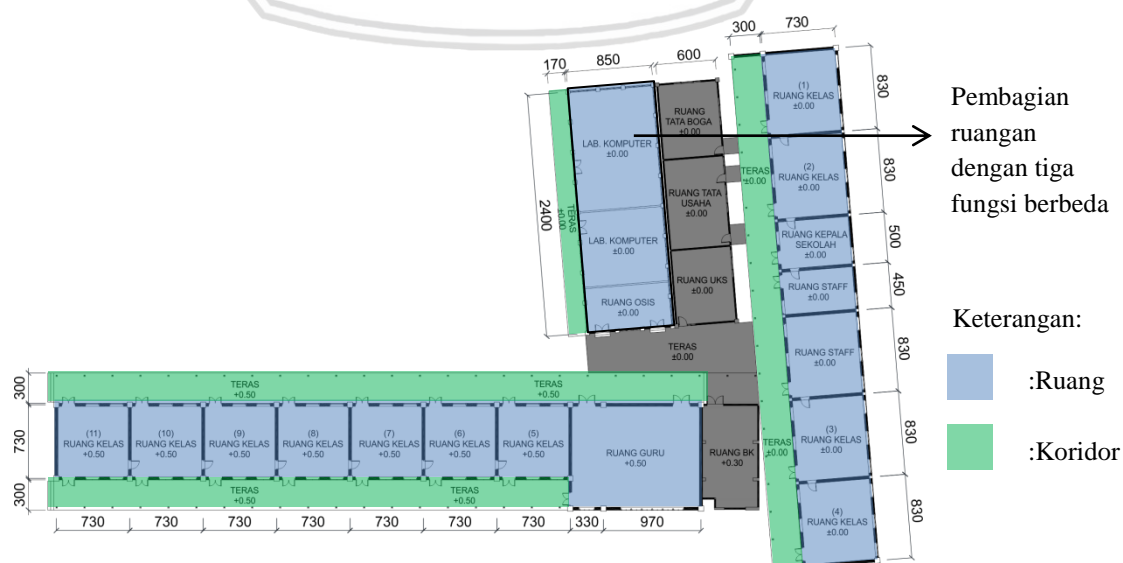 300
730
170
850
600
830
830
500
450
830
830
830
2400
(1)
RUANG KELAS
±0.00
(2)
RUANG KELAS
±0.00
RUANG KEPALA
SEKOLAH
±0.00
RUANG STAFF
±0.00
RUANG STAFF
±0.00
(3)
RUANG KELAS
±0.00
(4)
RUANG KELAS
±0.00
TERAS
±0.00
TERAS
±0.00
RUANG
TATA BOGA
±0.00
RUANG TATA
USAHA
±0.00
RUANG UKS
±0.00
LAB. KOMPUTER
±0.00
LAB. KOMPUTER
±0.00
RUANG OSIS
±0.00
TERAS
±0.00
TERAS
±0.00
Pembagian
ruangan
dengan tiga
fungsi berbeda
Keterangan:
:Ruang
:Koridor
300
730
300
TERAS
+0.50
TERAS
+0.50
(11)
RUANG KELAS
+0.50
(10)
RUANG KELAS
+0.50
(9)
RUANG KELAS
+0.50
(8)
RUANG KELAS
+0.50
(7)
RUANG KELAS
+0.50
(6)
RUANG KELAS
+0.50
(5)
RUANG KELAS
+0.50
RUANG GURU
+0.50
RUANG BK
+0.30
TERAS
+0.50
TERAS
+0.50
730
730
730
730
730
730
730
330
970